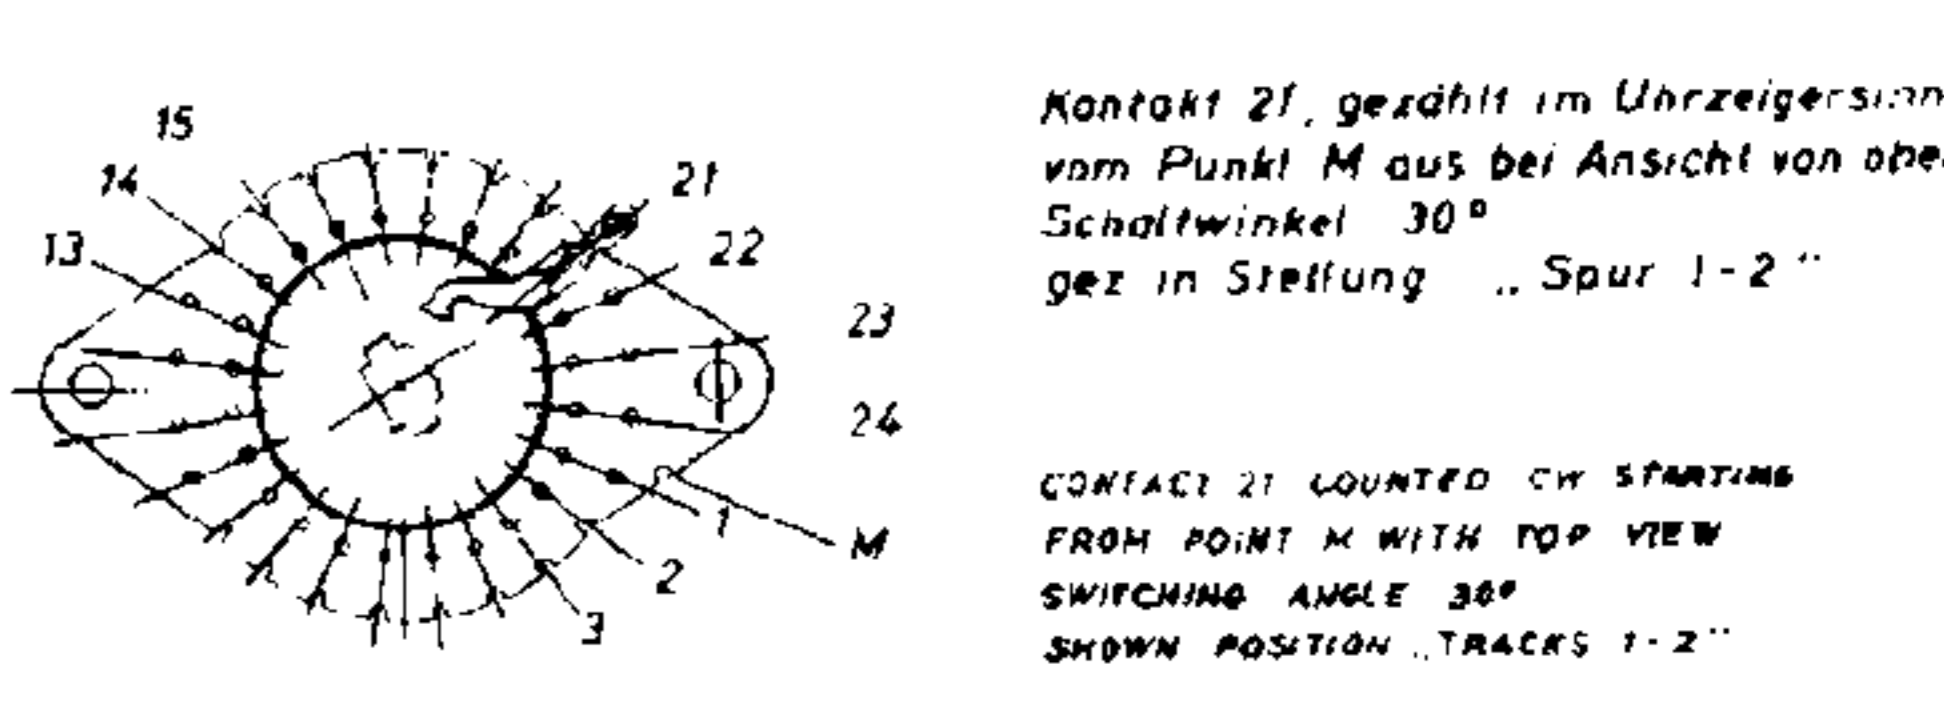 15
14
21
13
22
23
24
1
M
2
3
Kontakt 21, gezählt im Uhrzeigersinn
vom Punkt M aus bei Ansicht von obe
Schaltwinkel 30°
gez in Stellung „Spur 1-2"
CONTACT 21 COUNTED CW STARTING
FROM POINT M WITH TOP VIEW
SWITCHING ANGLE 30°
SHOWN POSITION „TRACKS 1-2"